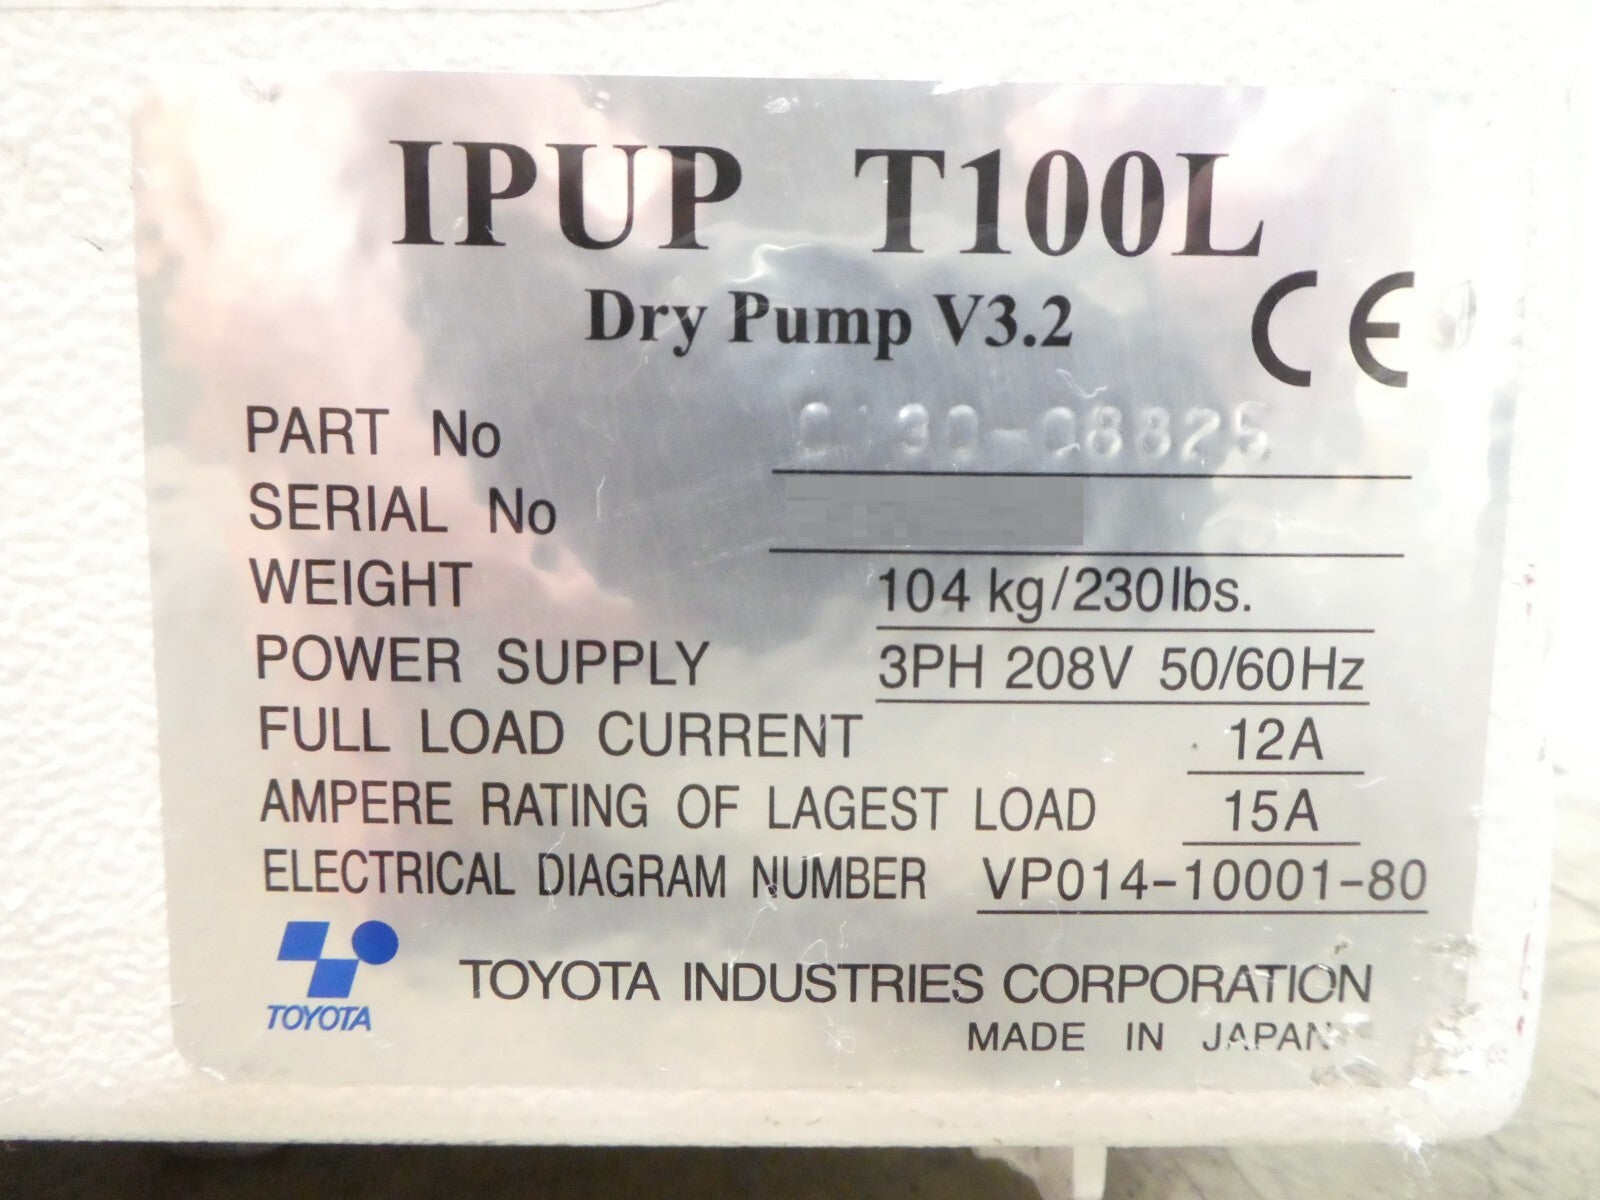 IPUP T100L
Dry Pump V3.2
CE
PART No
SERIAL No
WEIGHT 104 kg/230lbs.
POWER SUPPLY 3PH 208V 50/60Hz
FULL LOAD CURRENT 12A
AMPERE RATING OF LAGEST LOAD 15A
ELECTRICAL DIAGRAM NUMBER VP014-10001-80
TOYOTA
TOYOTA INDUSTRIES CORPORATION
MADE IN JAPAN